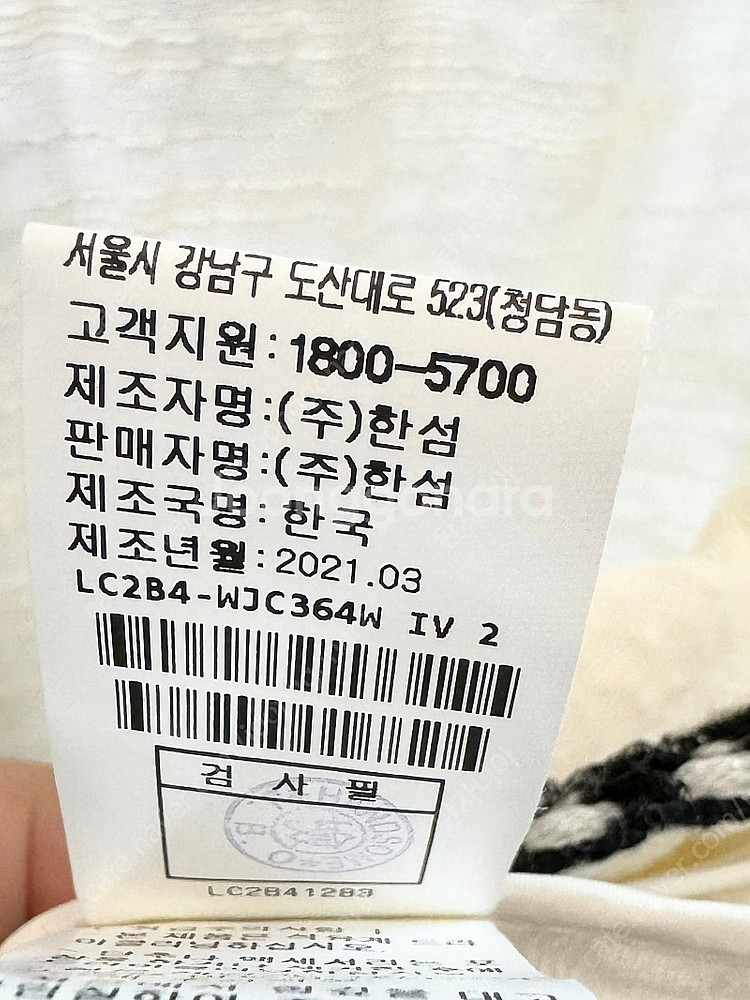 서울시 강남구 도산대로 523(청담동)
고객지원:1800-5700
제조자명:(주)한섬
판매자명:(주)한섬
제조국명:한국
제조년월:2021.03
LC2B4-WJC364W IV 2
검 사 필
HANDSOME
LC2B41283